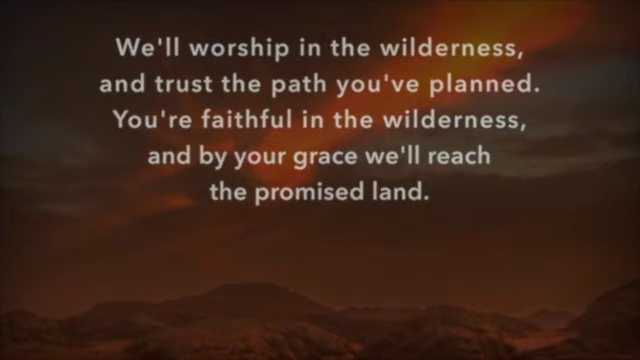 We'll worship in the wilderness,
and trust the path you've planned.
You're faithful in the wilderness,
and by your grace we'll reach
the promised land.